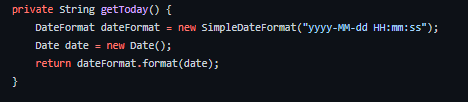 private String getToday() {
    DateFormat dateFormat = new SimpleDateFormat("yyyy-MM-dd HH:mm:ss");
    Date date = new Date();
    return dateFormat.format(date);
}